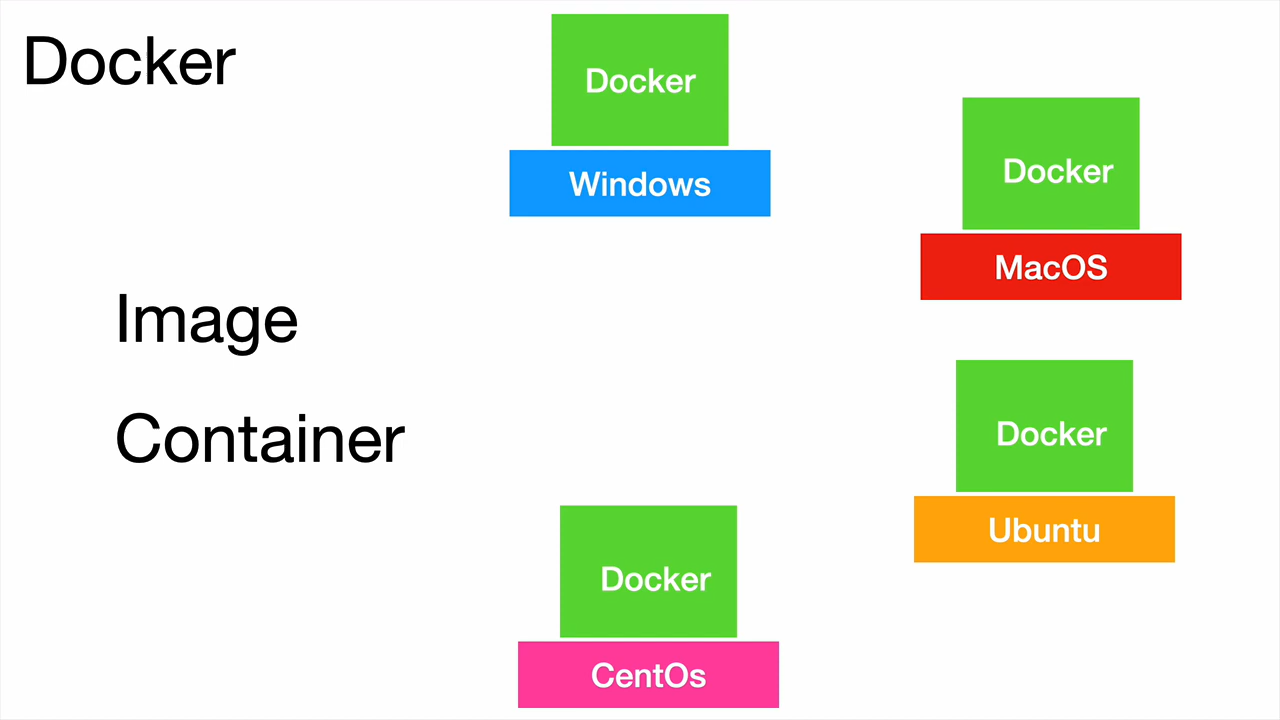 Docker
Image
Container
Docker
Windows
Docker
MacOS
Docker
Ubuntu
Docker
CentOs